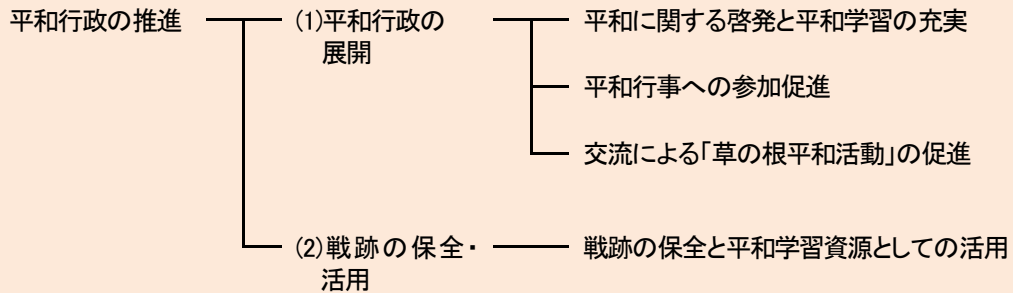 平和行政の推進
(1)平和行政の
展開
平和に関する啓発と平和学習の充実
平和行事への参加促進
交流による「草の根平和活動」の促進
(2)戦跡の保全・
活用
戦跡の保全と平和学習資源としての活用